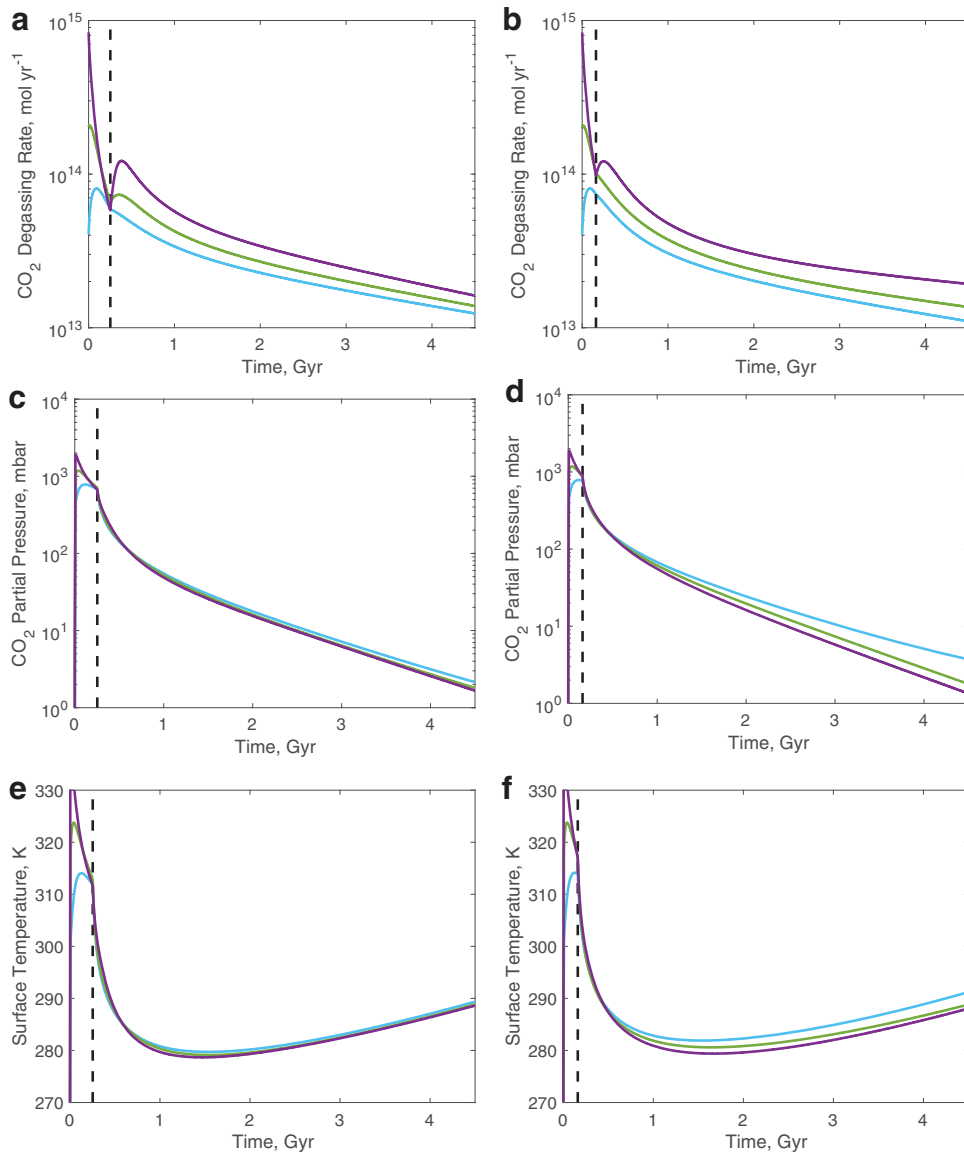 a
10^15
10^14
10^13
CO2 Degassing Rate, mol yr-1
0 1 2 3 4
Time, Gyr
b
10^15
10^14
10^13
CO2 Degassing Rate, mol yr-1
0 1 2 3 4
Time, Gyr
c
10^4
10^3
10^2
10^1
10^0
CO2 Partial Pressure, mbar
0 1 2 3 4
Time, Gyr
d
10^4
10^3
10^2
10^1
10^0
CO2 Partial Pressure, mbar
0 1 2 3 4
Time, Gyr
e
330
320
310
300
290
280
270
Surface Temperature, K
0 1 2 3 4
Time, Gyr
f
330
320
310
300
290
280
270
Surface Temperature, K
0 1 2 3 4
Time, Gyr